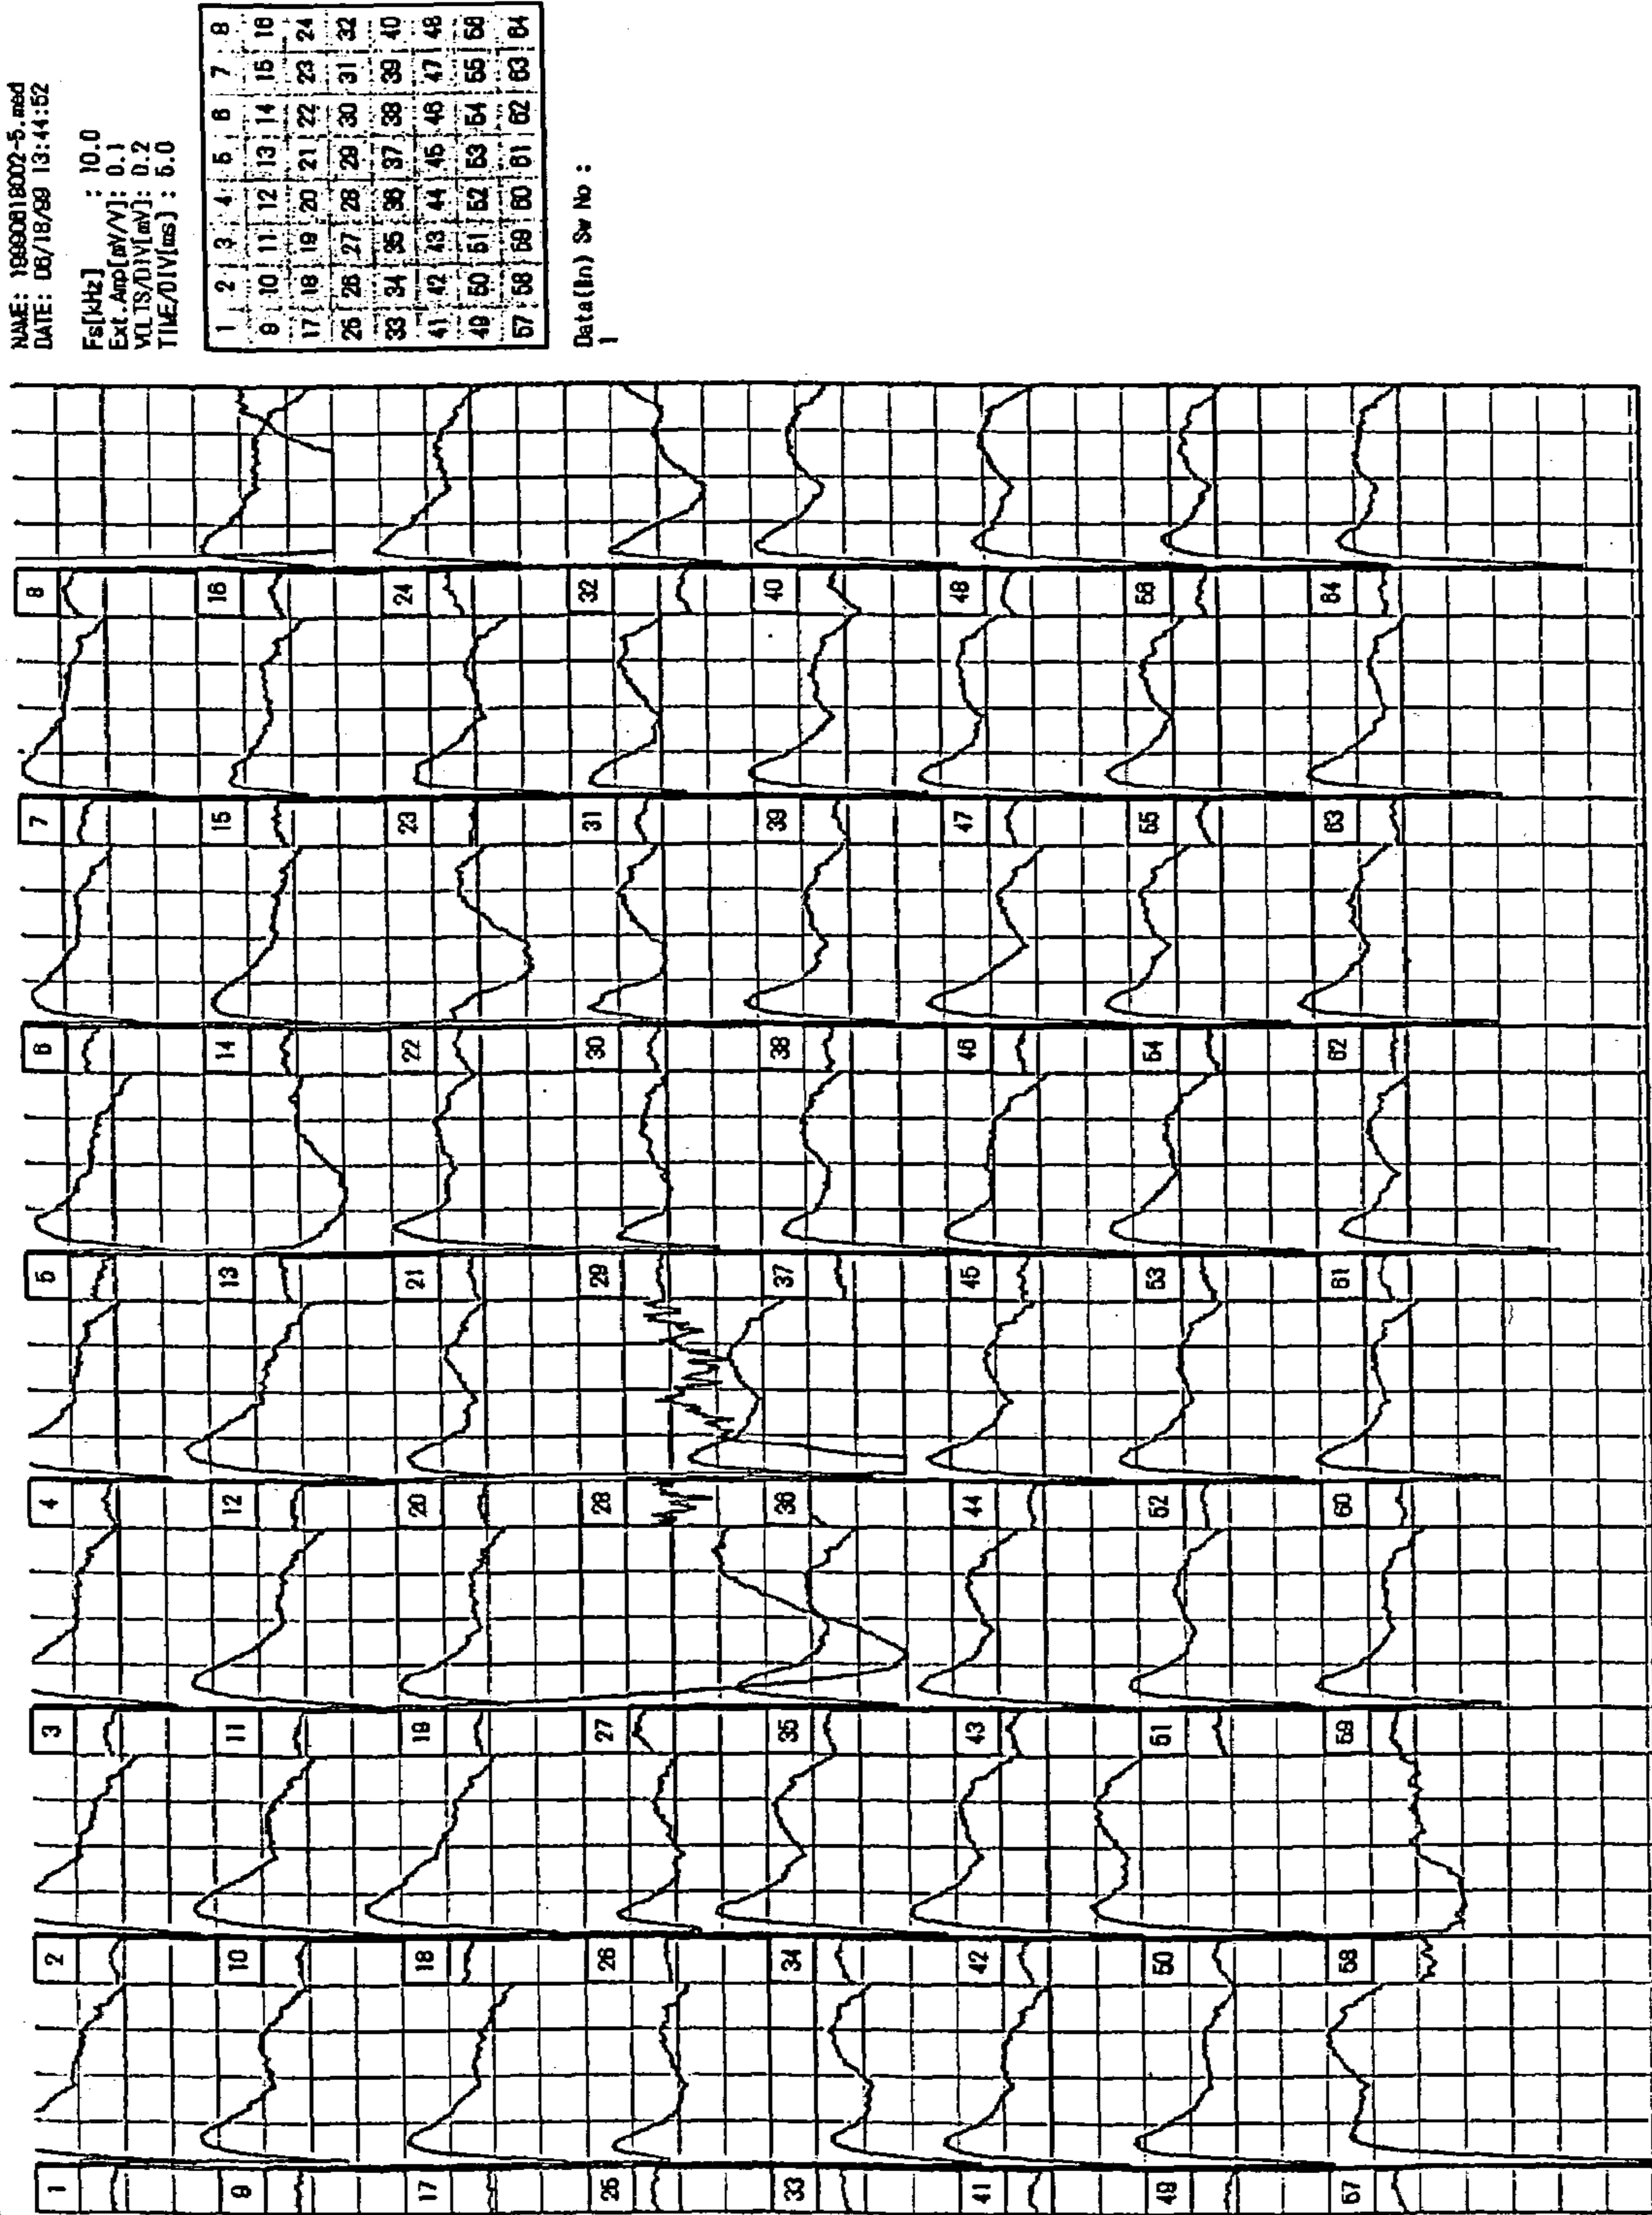 NAME: 19990618002-5.med
DATE: 06/18/99 13:44:52
Fs[kHz] : 10.0
Ext.Amp[mV/V]: 0.1
VOLTS/DIV[mV]: 0.2
TIME/DIV[ms] : 5.0
1 2 3 4 5 6 7 8
9 10 11 12 13 14 15 16
17 18 19 20 21 22 23 24
25 26 27 28 29 30 31 32
33 34 35 36 37 38 39 40
41 42 43 44 45 46 47 48
49 50 51 52 53 54 55 56
57 58 59 60 61 62 63 64
Data(In) Sw No :
1
1 2 3 4 5 6 7 8
9 10 11 12 13 14 15 16
17 18 19 20 21 22 23 24
25 26 27 28 29 30 31 32
33 34 35 36 37 38 39 40
41 42 43 44 45 46 47 48
49 50 51 52 53 54 55 56
57 58 59 60 61 62 63 64